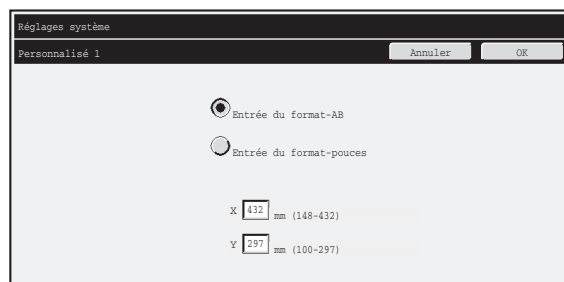 Réglages système
Personnalisé 1 Annuler OK
Entrée du format-AB
Entrée du format-pouces
X 432 mm (148-432)
Y 297 mm (100-297)